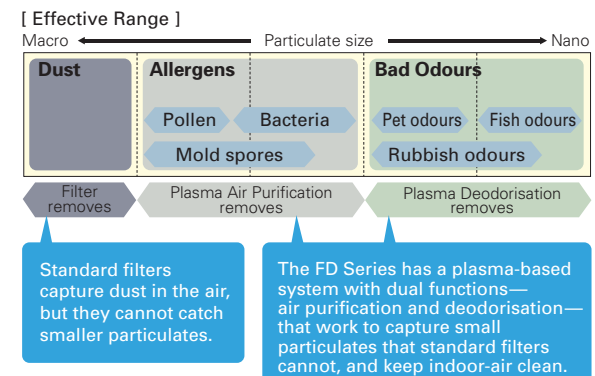 [ Effective Range ]
Macro Particulate size Nano
Dust Allergens Bad Odours
Pollen Bacteria Pet odours Fish odours
Mold spores Rubbish odours
Filter removes
Plasma Air Purification removes
Plasma Deodorisation removes
Standard filters
capture dust in the air,
but they cannot catch
smaller particulates.
The FD Series has a plasma-based
system with dual functions—
air purification and deodorisation—
that work to capture small
particulates that standard filters
cannot, and keep indoor-air clean.